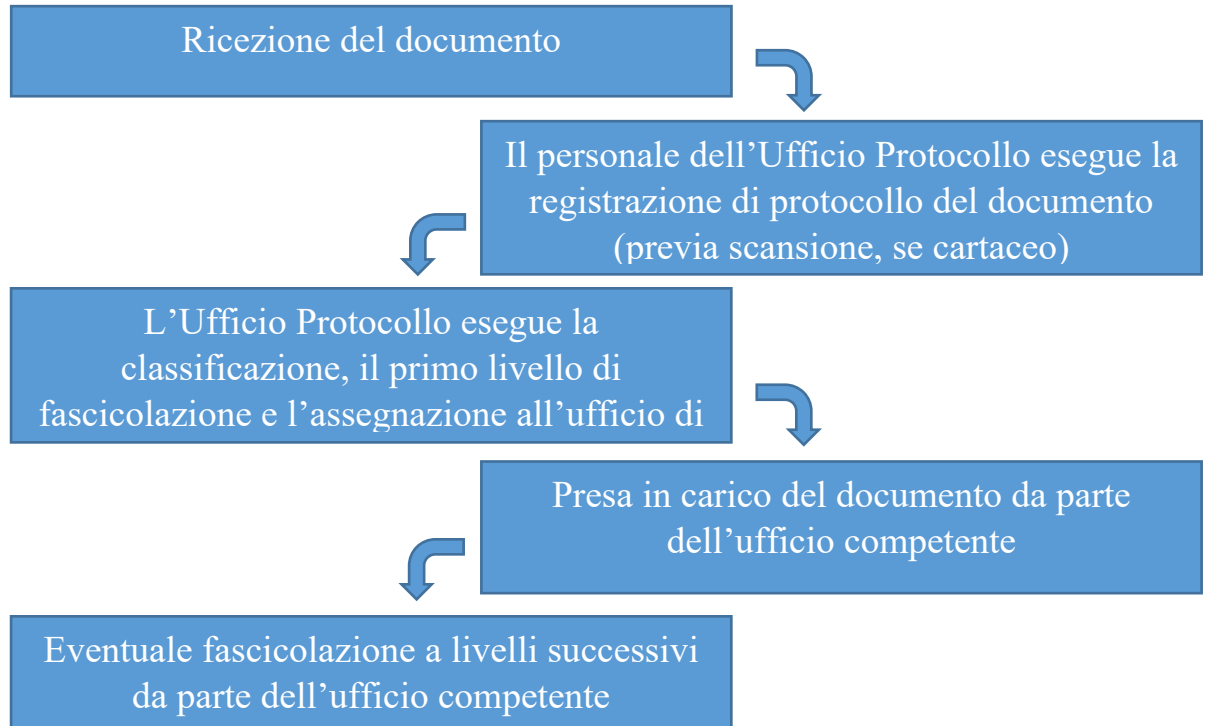 Ricezione del documento
Il personale dell’Ufficio Protocollo esegue la
registrazione di protocollo del documento
(previa scansione, se cartaceo)
L’Ufficio Protocollo esegue la
classificazione, il primo livello di
fascicolazione e l’assegnazione all’ufficio di
Presa in carico del documento da parte
dell’ufficio competente
Eventuale fascicolazione a livelli successivi
da parte dell’ufficio competente